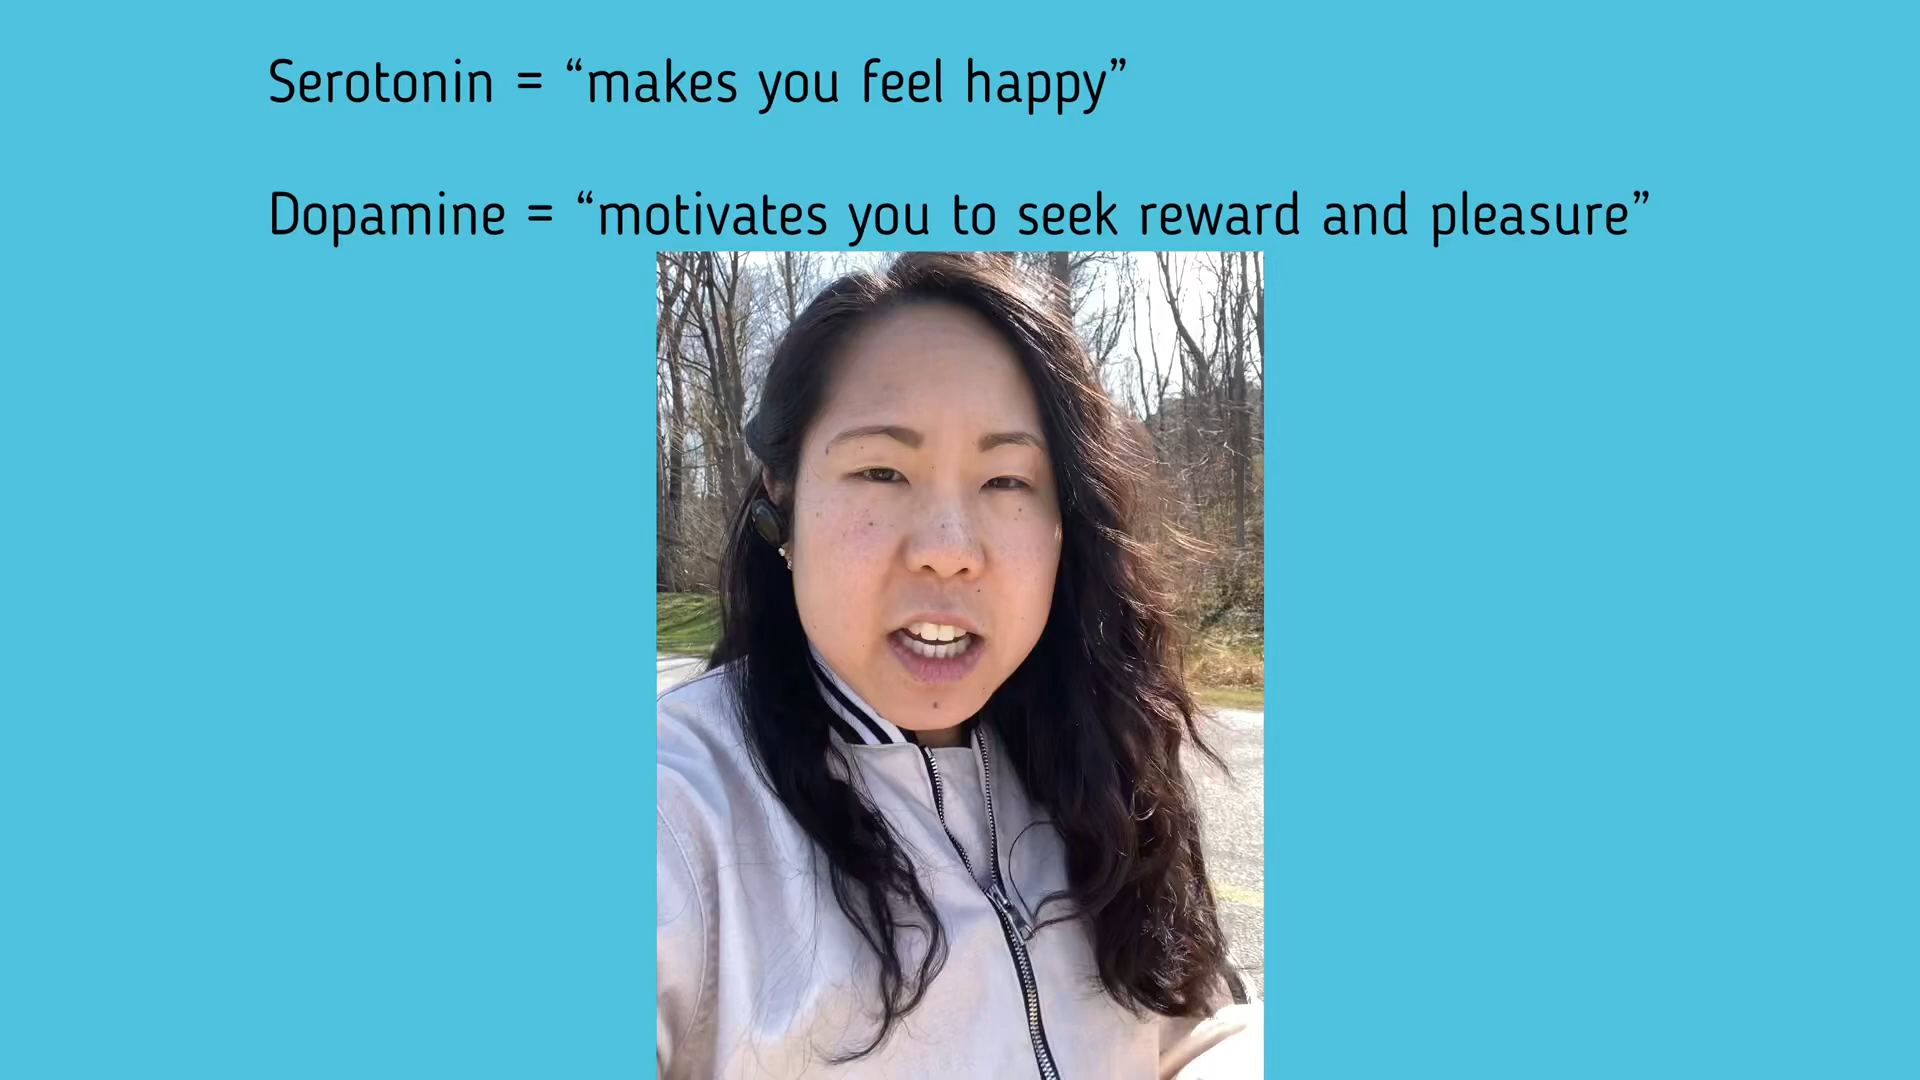 Serotonin = “makes you feel happy”
Dopamine = “motivates you to seek reward and pleasure”